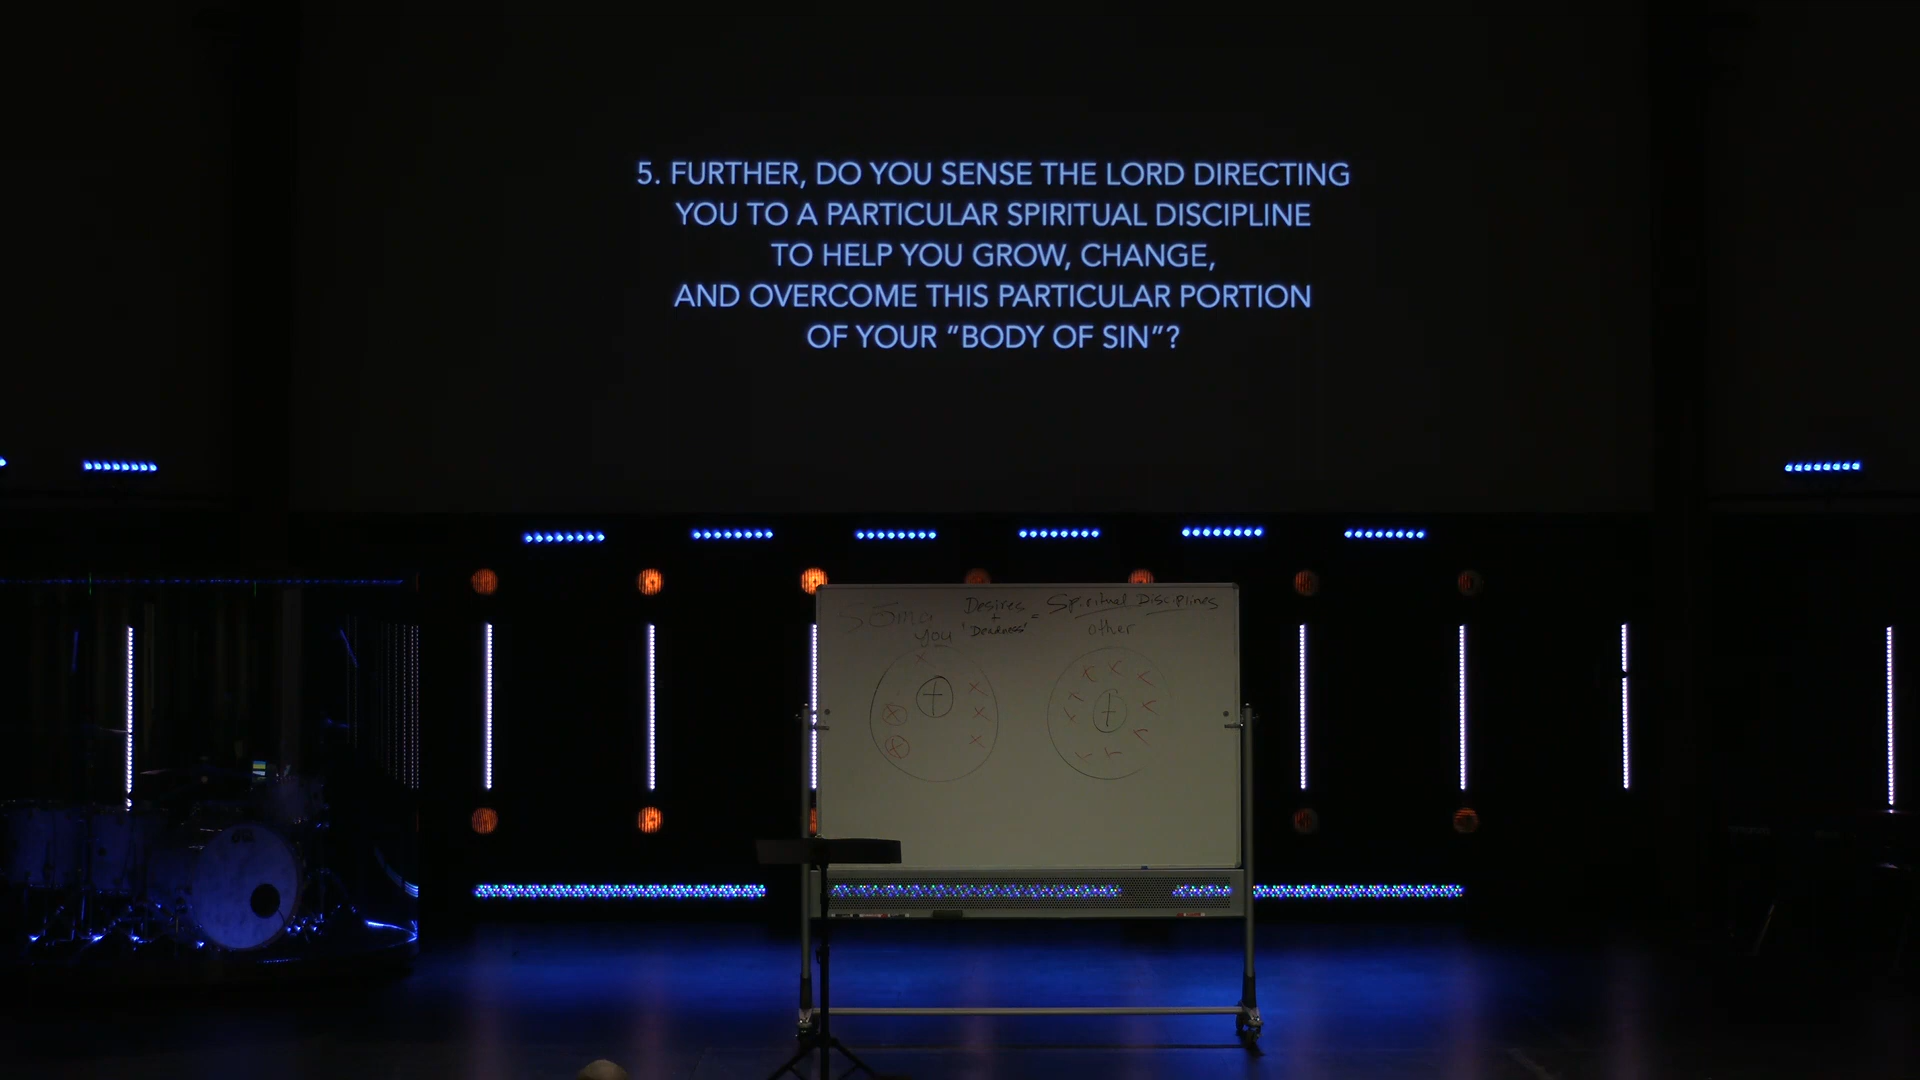 5. FURTHER, DO YOU SENSE THE LORD DIRECTING
YOU TO A PARTICULAR SPIRITUAL DISCIPLINE
TO HELP YOU GROW, CHANGE,
AND OVERCOME THIS PARTICULAR PORTION
OF YOUR "BODY OF SIN"?
Sōma Desires = Spiritual Disciplines
+
you other